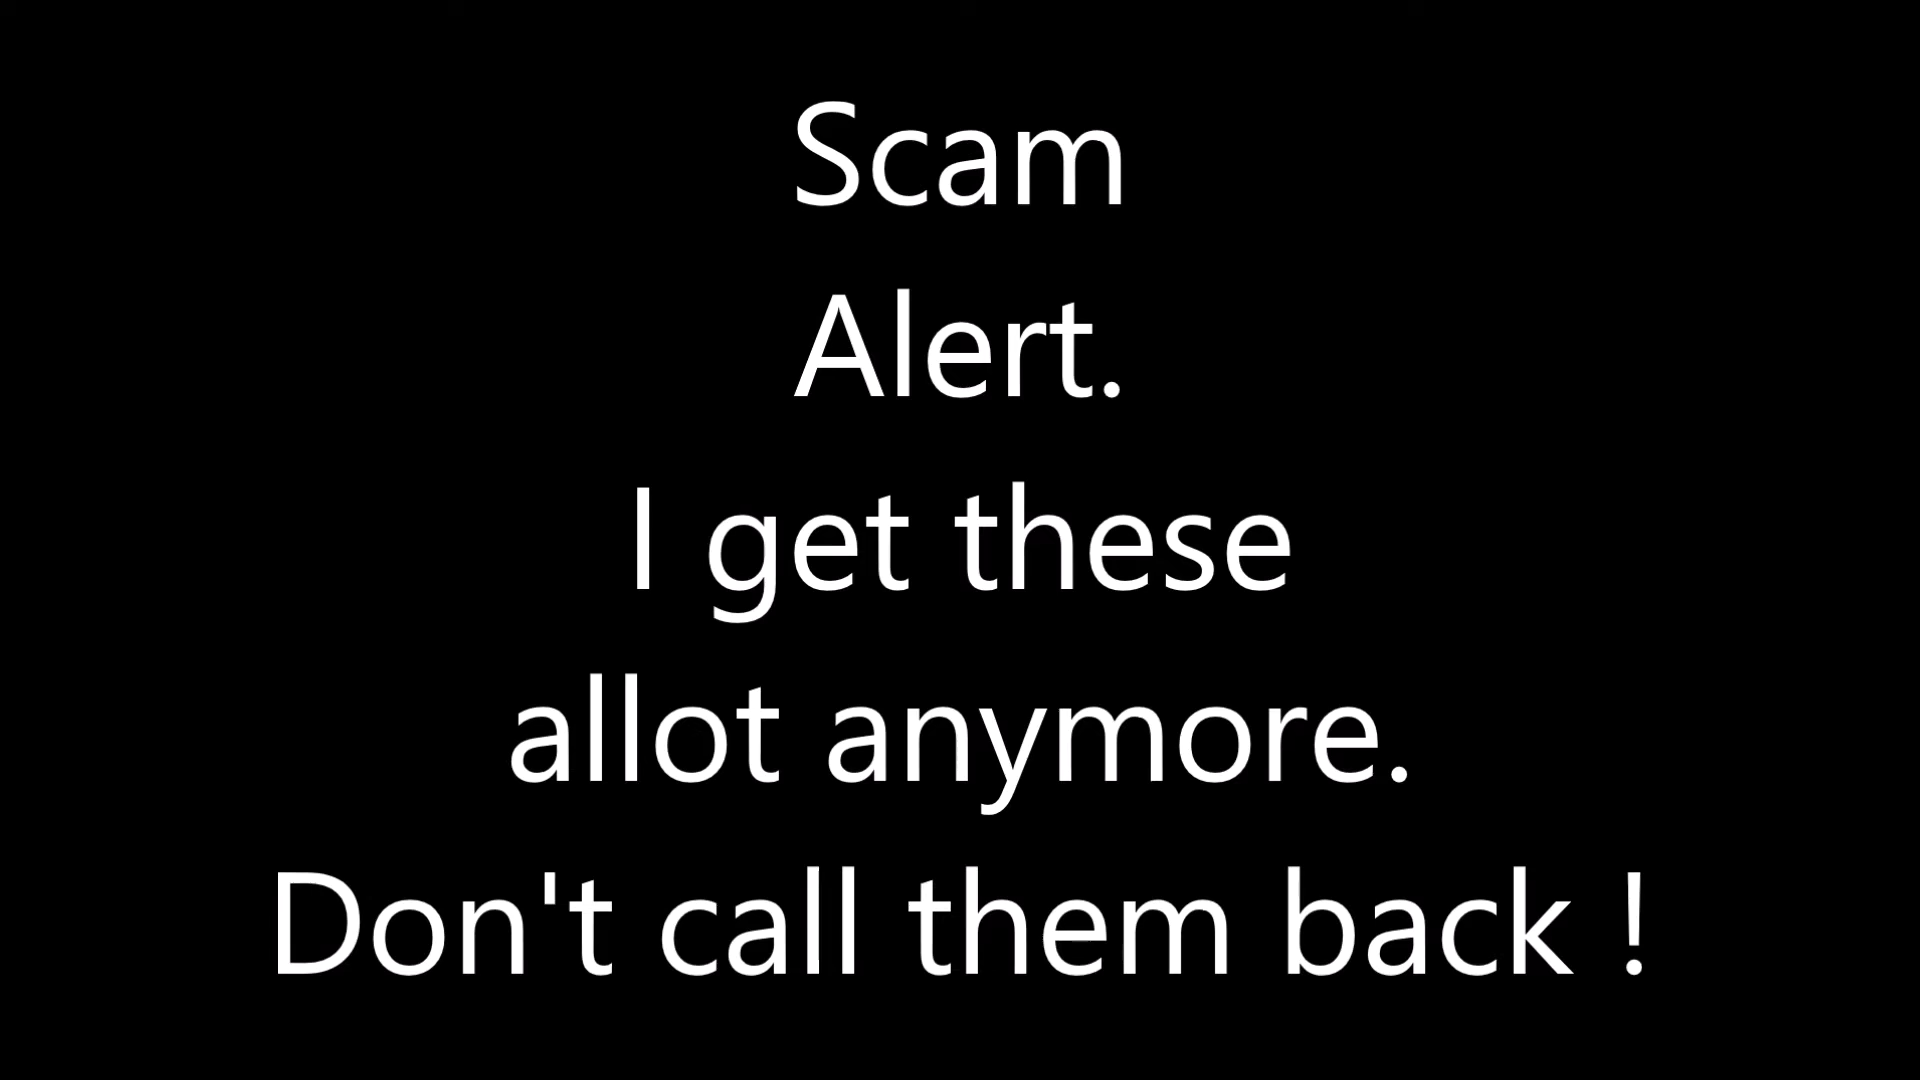 Scam
Alert.
I get these
allot anymore.
Don't call them back !